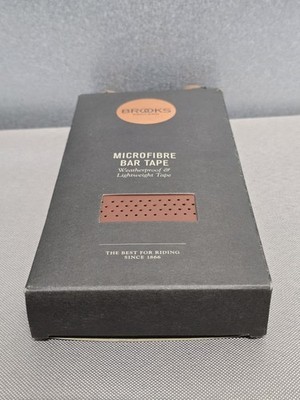 BROOKS
MICROFIBRE
BAR TAPE
Weatherproof &
Lightweight Tape
THE BEST FOR RIDING
SINCE 1866